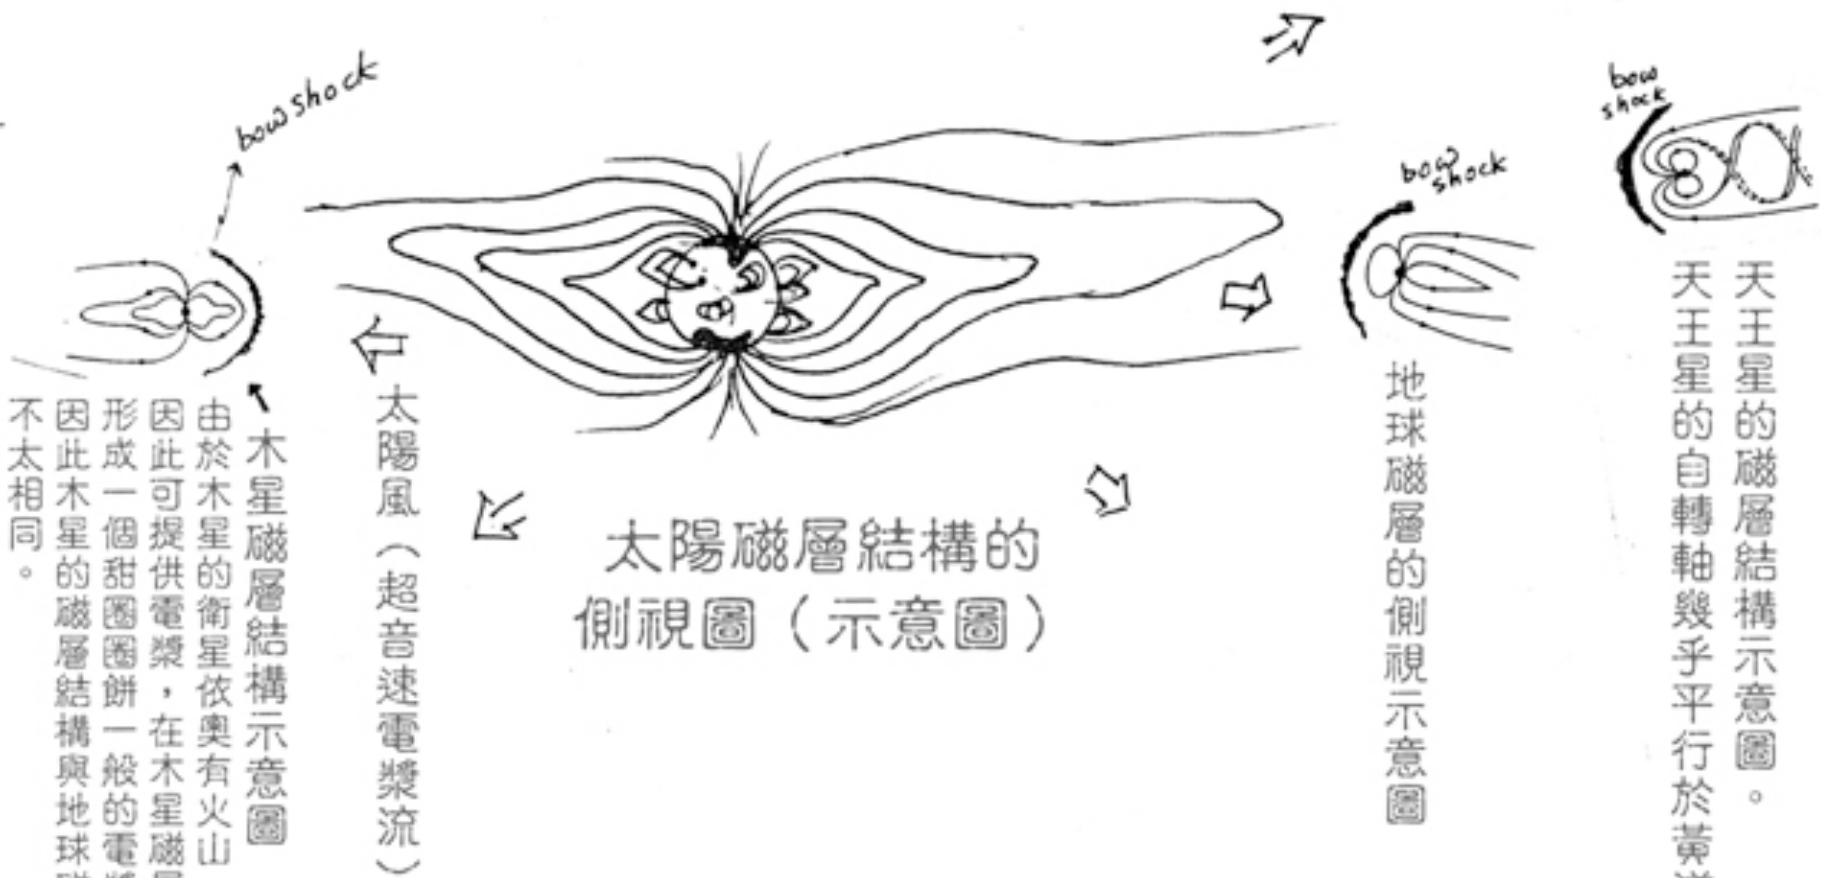 bow shock
bow
shock
bow
shock
天王星的磁層結構示意圖。
天王星的自轉軸幾乎平行於黃
地球磁層的側視示意圖
太陽磁層結構的
側視圖（示意圖）
太陽風（超音速電漿流）
木星磁層結構示意圖
由於木星的衛星依奧有火山
因此可提供電漿，在木星磁層
形成一個甜圈圈餅一般的電漿
因此木星的磁層結構與地球磁
不太相同。